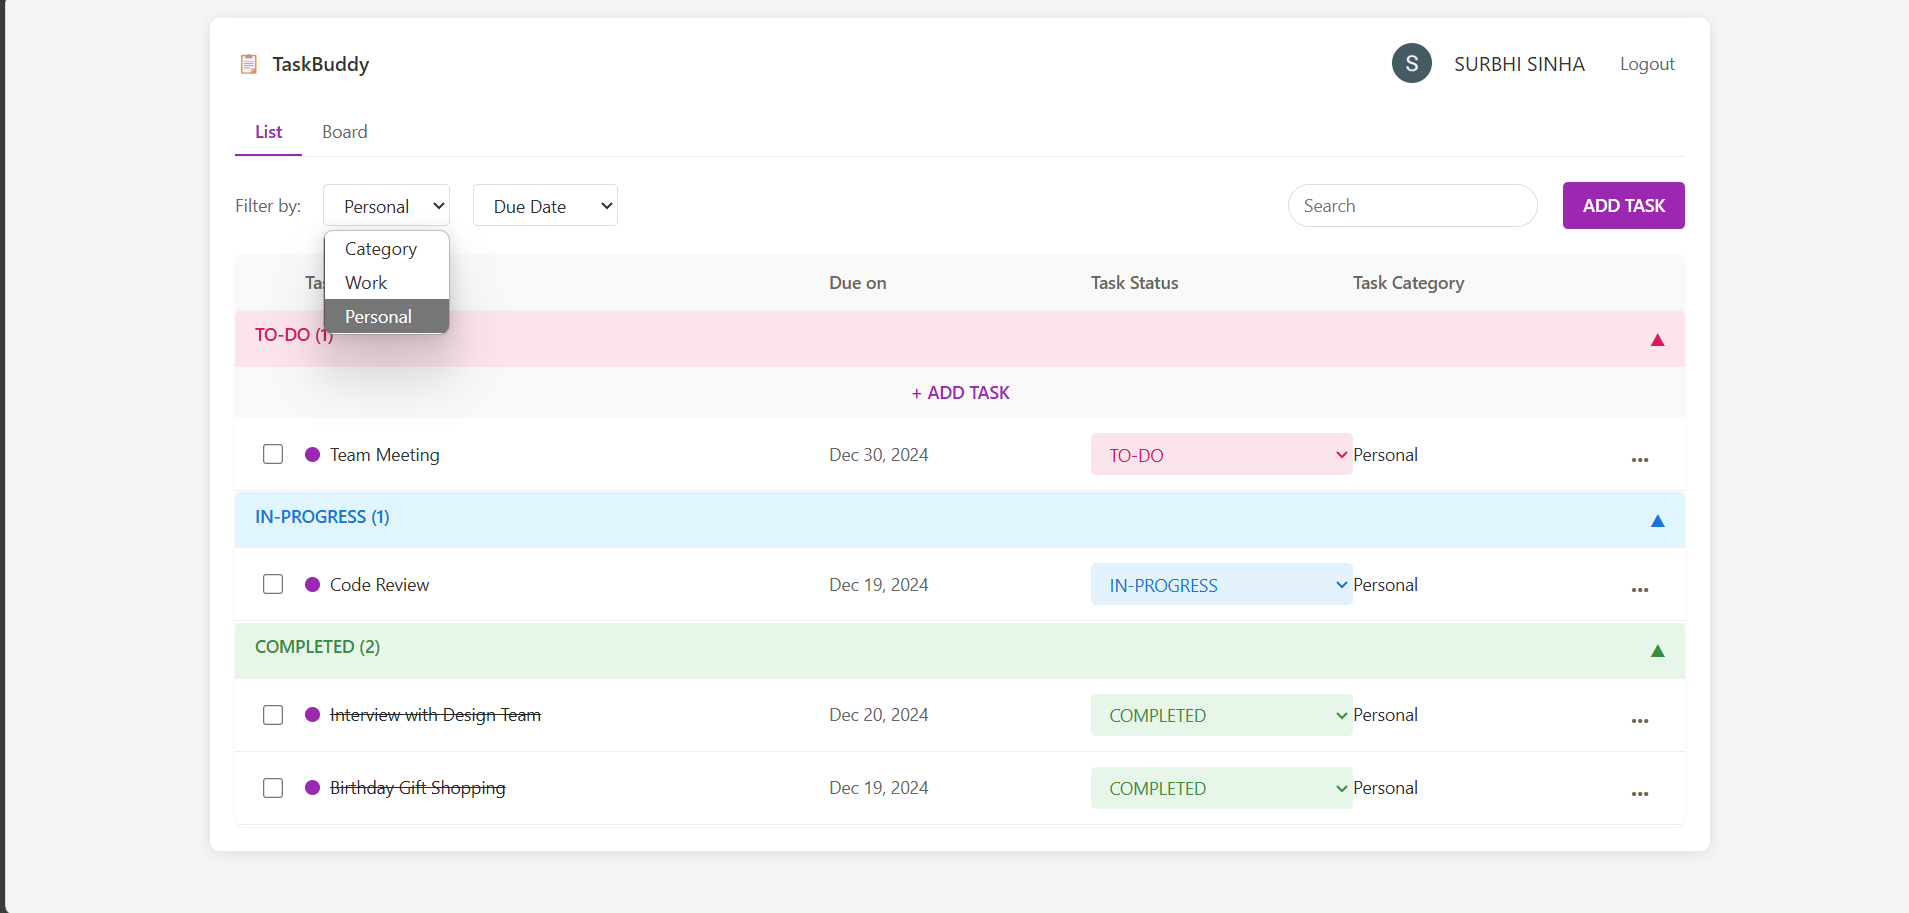 TaskBuddy
S SURBHI SINHA Logout
List Board
Filter by: Personal Due Date Search ADD TASK
Category
Work
Personal
Due on Task Status Task Category
TO-DO (1)
+ ADD TASK
Team Meeting Dec 30, 2024 TO-DO Personal ...
IN-PROGRESS (1)
Code Review Dec 19, 2024 IN-PROGRESS Personal ...
COMPLETED (2)
Interview with Design Team Dec 20, 2024 COMPLETED Personal ...
Birthday Gift Shopping Dec 19, 2024 COMPLETED Personal ...